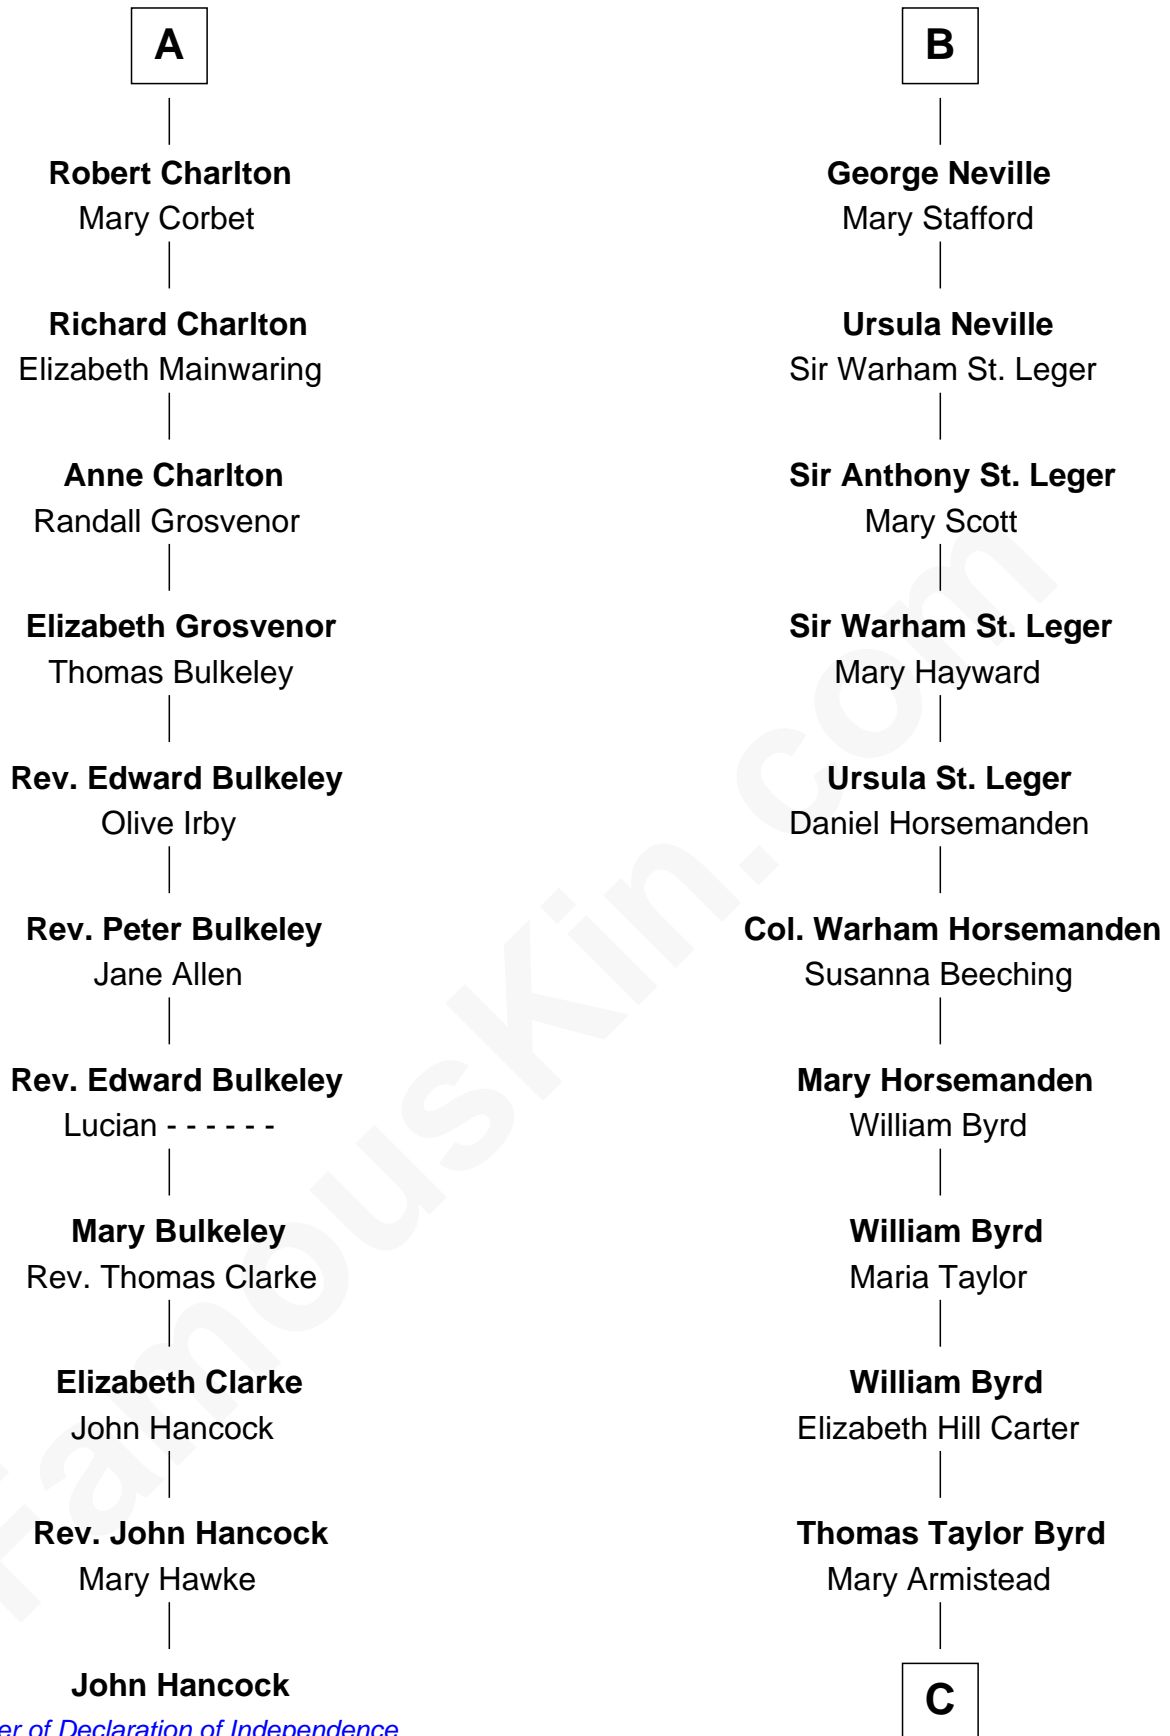 A
Robert Charlton
Mary Corbet
Richard Charlton
Elizabeth Mainwaring
Anne Charlton
Randall Grosvenor
Elizabeth Grosvenor
Thomas Bulkeley
Rev. Edward Bulkeley
Olive Irby
Rev. Peter Bulkeley
Jane Allen
Rev. Edward Bulkeley
Lucian - - - - - -
Mary Bulkeley
Rev. Thomas Clarke
Elizabeth Clarke
John Hancock
Rev. John Hancock
Mary Hawke
John Hancock
of Declaration of Independence
B
George Neville
Mary Stafford
Ursula Neville
Sir Warham St. Leger
Sir Anthony St. Leger
Mary Scott
Sir Warham St. Leger
Mary Hayward
Ursula St. Leger
Daniel Horsemanden
Col. Warham Horsemanden
Susanna Beeching
Mary Horsemanden
William Byrd
William Byrd
Maria Taylor
William Byrd
Elizabeth Hill Carter
Thomas Taylor Byrd
Mary Armistead
C
FamousKin.com